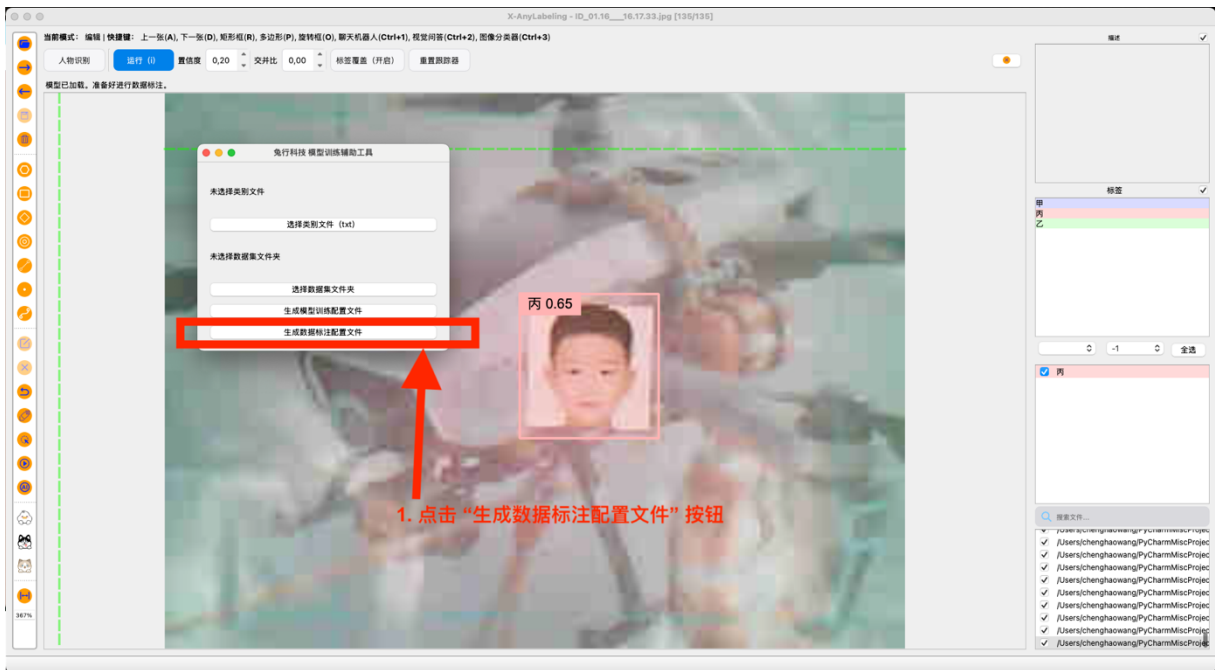 X-AnyLabeling - ID_01.16___16.17.33.jpg [135/135]
当前模式： 编辑 | 快捷键： 上一张(A), 下一张(D), 矩形框(R), 多边形(P), 旋转框(O), 聊天机器人(Ctrl+1), 视觉问答(Ctrl+2), 图像分类器(Ctrl+3)
人物识别 运行（i） 置信度 0,20 交并比 0,00 标签覆盖（开启） 重置跟踪器
模型已加载，准备好进行数据标注。
描述
兔行科技 模型训练辅助工具
未选择类别文件
选择类别文件（txt）
未选择数据集文件夹
选择数据集文件夹
生成模型训练配置文件
生成数据标注配置文件
丙 0.65
1. 点击 “生成数据标注配置文件” 按钮
367%
标签
甲
丙
乙
-1 全选
丙
搜索文件...
/Users/chenghaowang/PyCharmMiscProjec
/Users/chenghaowang/PyCharmMiscProjec
/Users/chenghaowang/PyCharmMiscProjec
/Users/chenghaowang/PyCharmMiscProjec
/Users/chenghaowang/PyCharmMiscProjec
/Users/chenghaowang/PyCharmMiscProjec
/Users/chenghaowang/PyCharmMiscProjec
/Users/chenghaowang/PyCharmMiscProjec
/Users/chenghaowang/PyCharmMiscProjec
/Users/chenghaowang/PyCharmMiscProjec